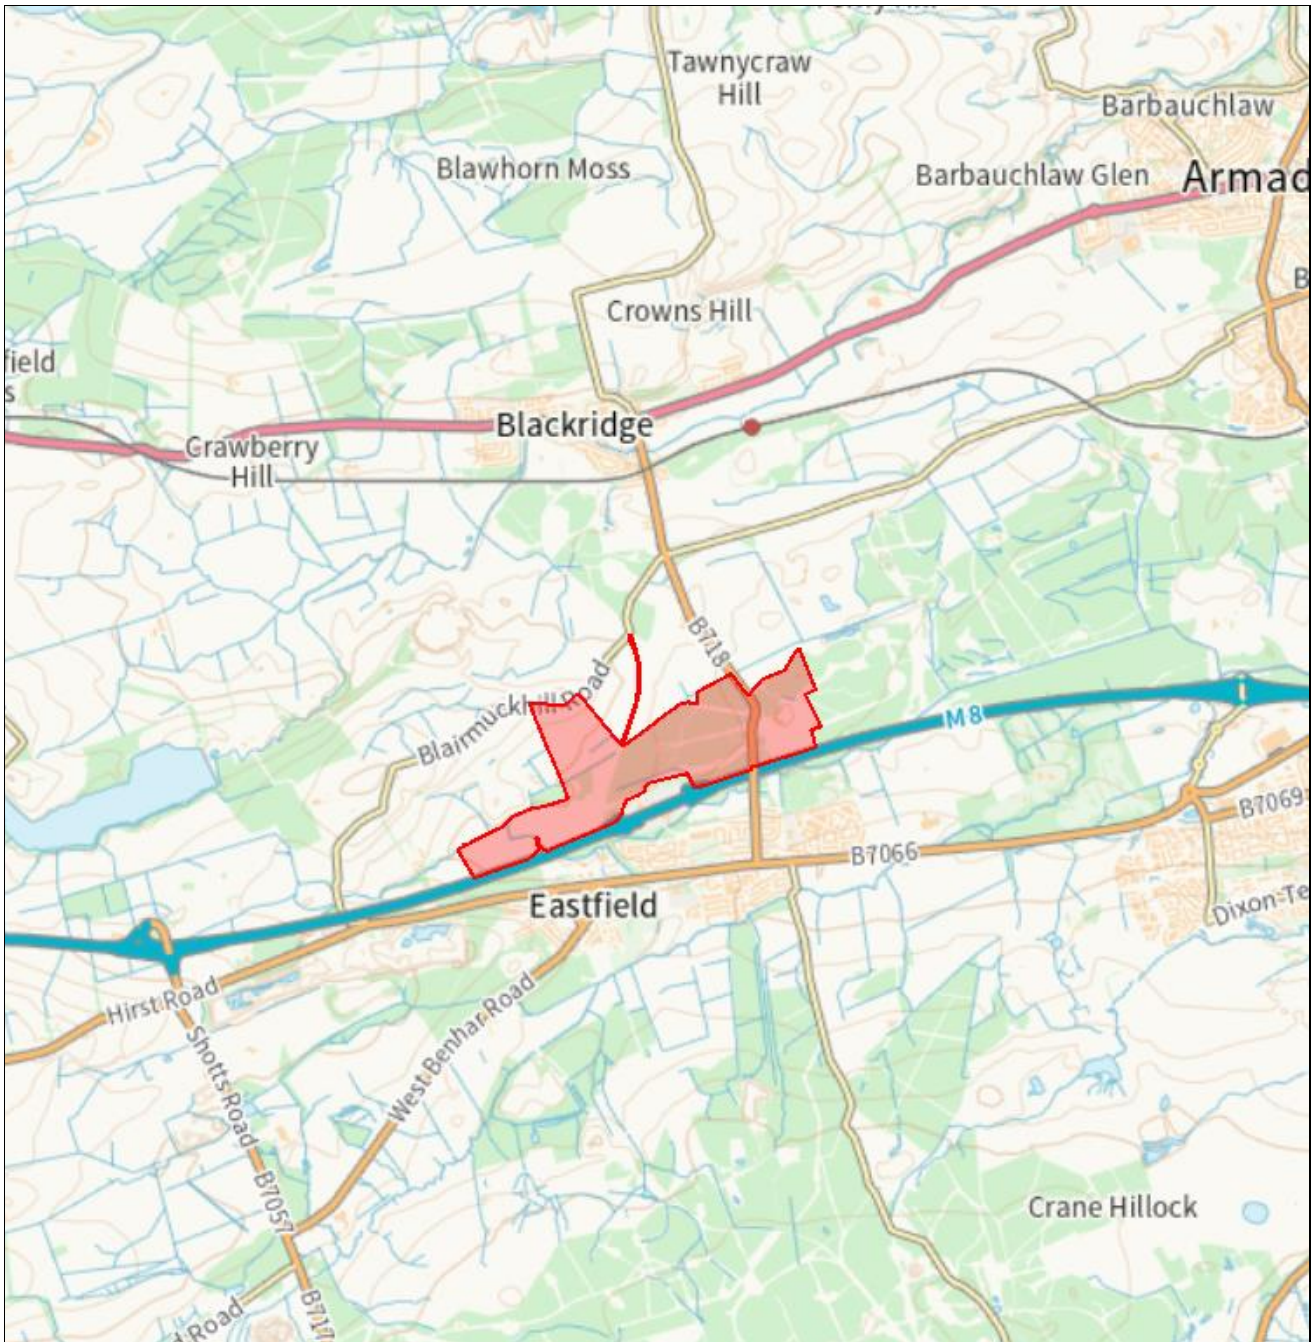 Tawnycraw
Hill
Barbauchlaw
Blawhorn Moss
Barbauchlaw Glen
Armad
B
Crowns Hill
field
s
Blackridge
Crawberry
Hill
B718
Blairmuckhill Road
M8
B7069
B7066
Eastfield
Dixon Te
Hirst Road
West Benhar Road
Shotts Road
B7057
Crane Hillock
B717
Road